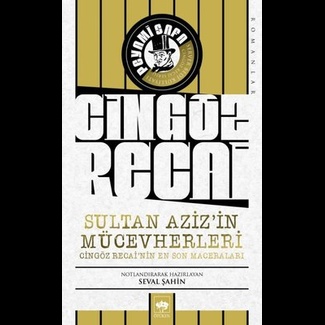 PEYAMİ SAFA
ROMANLAR
CİNGÖZ
RECAİ
SULTAN AZİZ'İN
MÜCEVHERLERİ
CİNGÖZ RECAİ'NİN EN SON MACERALARI
NOTLANDIRARAK HAZIRLAYAN
SEVAL ŞAHİN
ÖTÜKEN